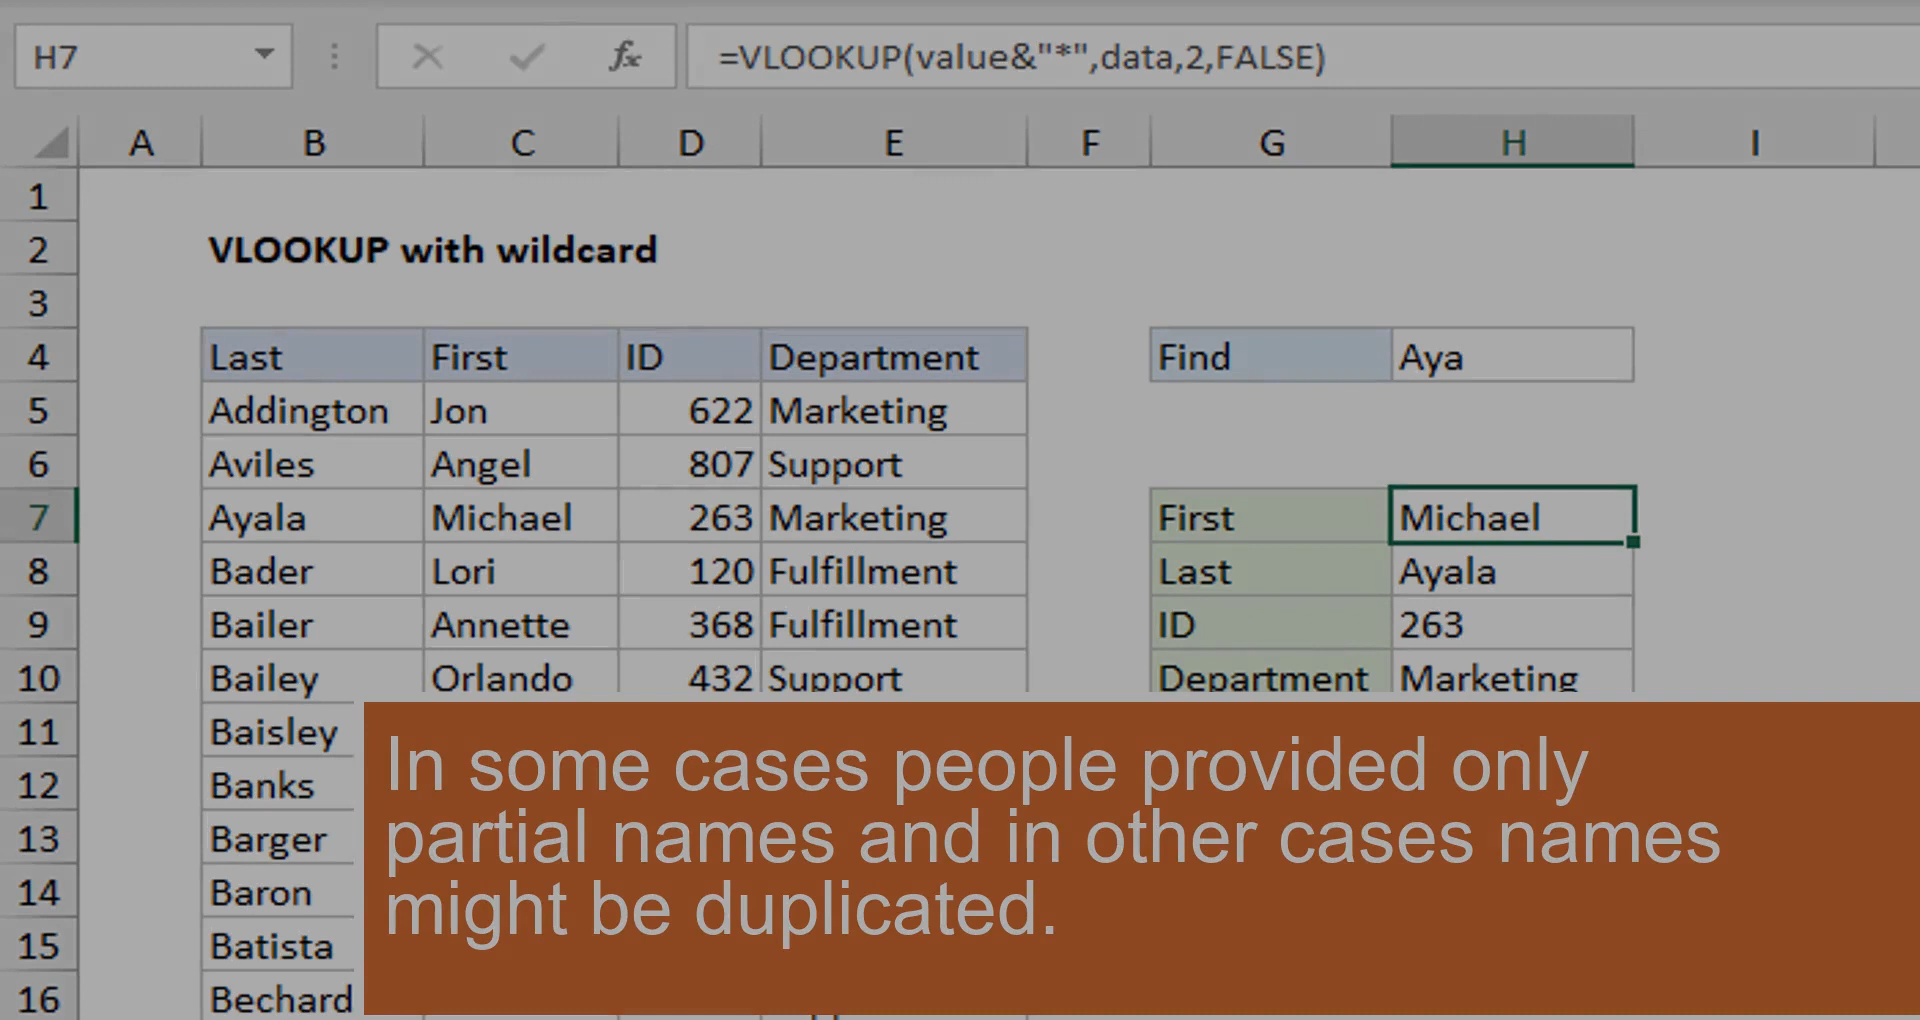 H7 fx =VLOOKUP(value&"*",data,2,FALSE)
A B C D E F G H I
1
2 VLOOKUP with wildcard
3
4 Last First ID Department Find Aya
5 Addington Jon 622 Marketing
6 Aviles Angel 807 Support
7 Ayala Michael 263 Marketing First Michael
8 Bader Lori 120 Fulfillment Last Ayala
9 Bailer Annette 368 Fulfillment ID 263
10 Bailey Orlando 432 Support Department Marketing
11 Baisley
12 Banks
13 Barger
14 Baron
15 Batista
16 Bechard
In some cases people provided only
partial names and in other cases names
might be duplicated.